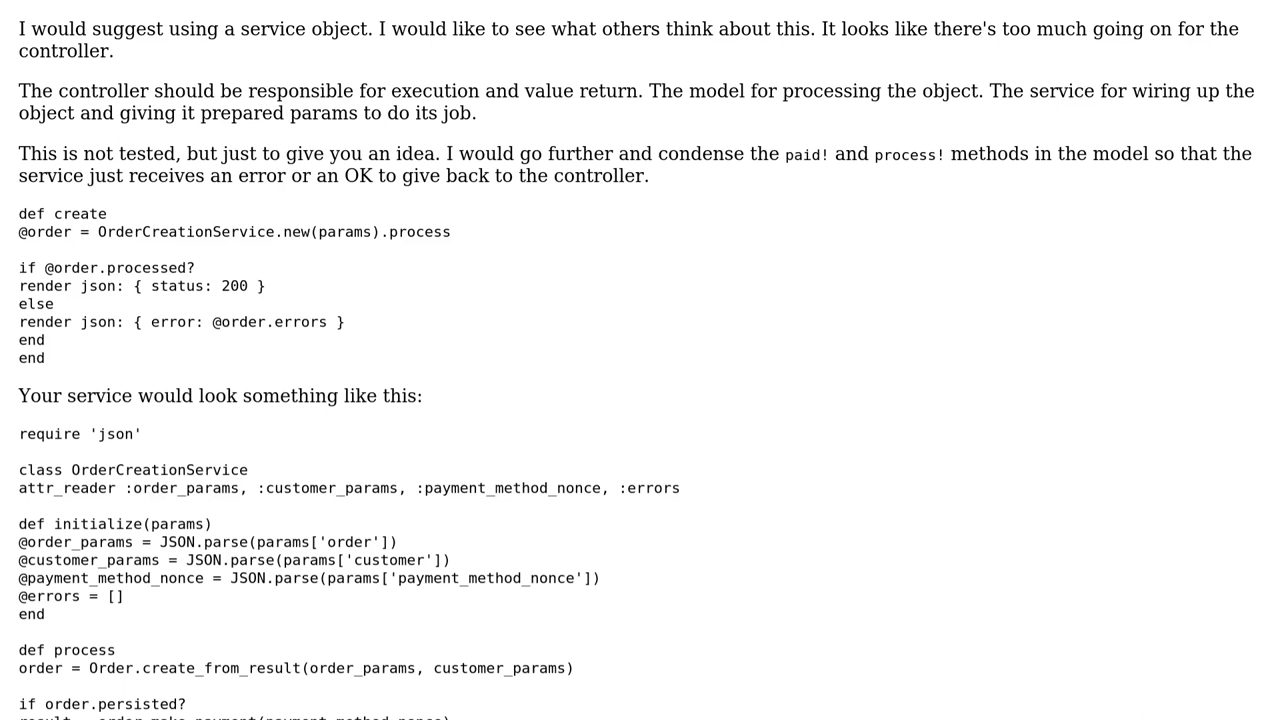 I would suggest using a service object. I would like to see what others think about this. It looks like there's too much going on for the
controller.
The controller should be responsible for execution and value return. The model for processing the object. The service for wiring up the
object and giving it prepared params to do its job.
This is not tested, but just to give you an idea. I would go further and condense the paid! and process! methods in the model so that the
service just receives an error or an OK to give back to the controller.
def create
@order = OrderCreationService.new(params).process
if @order.processed?
render json: { status: 200 }
else
render json: { error: @order.errors }
end
end
Your service would look something like this:
require 'json'
class OrderCreationService
attr_reader :order_params, :customer_params, :payment_method_nonce, :errors
def initialize(params)
@order_params = JSON.parse(params['order'])
@customer_params = JSON.parse(params['customer'])
@payment_method_nonce = JSON.parse(params['payment_method_nonce'])
@errors = []
end
def process
order = Order.create_from_result(order_params, customer_params)
if order.persisted?